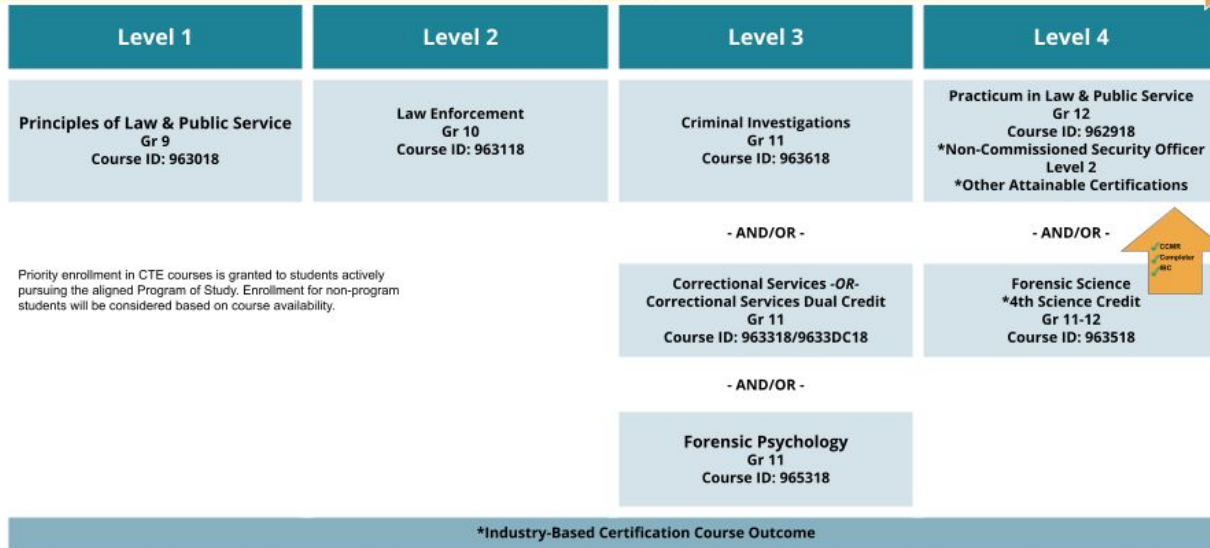 Level 1
Level 2
Level 3
Level 4
Principles of Law & Public Service
Gr 9
Course ID: 963018
Law Enforcement
Gr 10
Course ID: 963118
Criminal Investigations
Gr 11
Course ID: 963618
Practicum in Law & Public Service
Gr 12
Course ID: 962918
*Non-Commissioned Security Officer
Level 2
*Other Attainable Certifications
- AND/OR -
- AND/OR -
CCMR
Completer
IBC
Priority enrollment in CTE courses is granted to students actively
pursuing the aligned Program of Study. Enrollment for non-program
students will be considered based on course availability.
Correctional Services -OR-
Correctional Services Dual Credit
Gr 11
Course ID: 963318/9633DC18
Forensic Science
*4th Science Credit
Gr 11-12
Course ID: 963518
- AND/OR -
Forensic Psychology
Gr 11
Course ID: 965318
*Industry-Based Certification Course Outcome